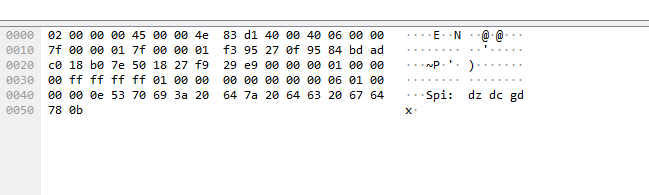 0000 02 00 00 00 45 00 00 4e 83 d1 40 00 40 06 00 00 ····E··N ··@·@···
0010 7f 00 00 01 7f 00 00 01 f3 95 27 0f 95 84 bd ad ········ ··'·····
0020 c0 18 b0 7e 50 18 27 f9 29 e9 00 00 00 01 00 00 ···~P·'· )·······
0030 00 ff ff ff ff 01 00 00 00 00 00 00 00 06 01 00 ········ ········
0040 00 00 0e 53 70 69 3a 20 64 7a 20 64 63 20 67 64 ···Spi: dz dc gd
0050 78 0b x·